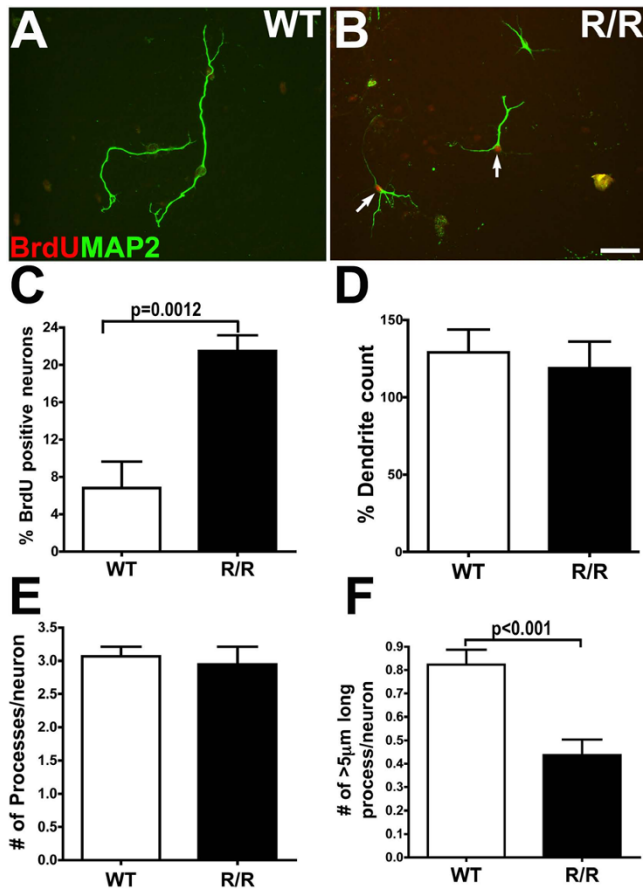 A WT
B R/R
BrdUMAP2
C
p=0.0012
% BrdU positive neurons
24
20
16
12
8
4
0
WT R/R
D
% Dendrite count
150
100
50
0
WT R/R
E
# of Processes/neuron
3.5
3.0
2.5
2.0
1.5
1.0
0.5
0.0
WT R/R
F
p<0.001
# of >5μm long
process/neuron
0.9
0.8
0.7
0.6
0.5
0.4
0.3
0.2
0.1
0.0
WT R/R